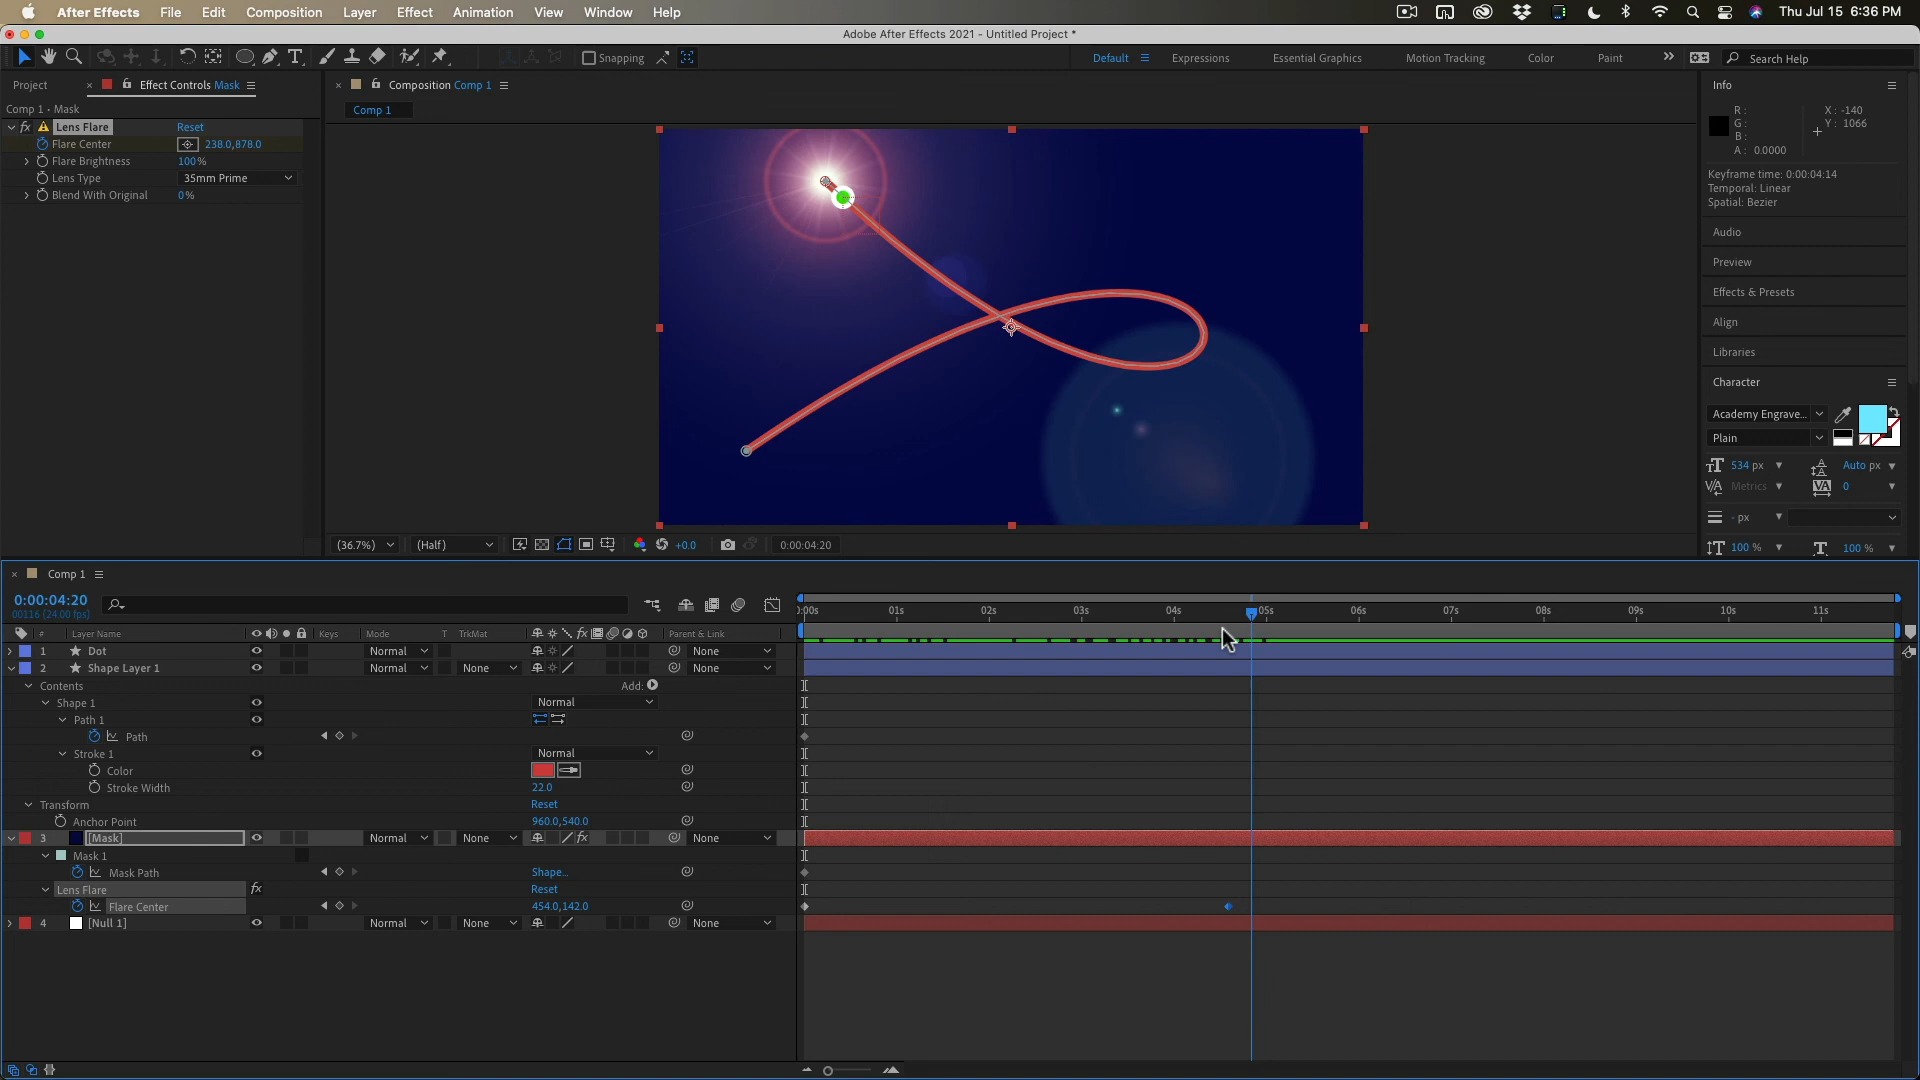 After Effects File Edit Composition Layer Effect Animation View Window Help Thu Jul 15 6:36 PM
Adobe After Effects 2021 - Untitled Project *
Snapping Default Expressions Essential Graphics Motion Tracking Color Paint Search Help
Project Effect Controls Mask Composition Comp 1 Info
Comp 1 • Mask Comp 1
fx Lens Flare Reset
Flare Center 238.0,878.0
Flare Brightness 100%
Lens Type 35mm Prime
Blend With Original 0%
R :
G :
B :
A : 0.0000
X : -140
Y : 1066
Keyframe time: 0:00:04:14
Temporal: Linear
Spatial: Bezier
Audio
Preview
Effects & Presets
Align
Libraries
Character
Academy Engrave...
Plain
534 px Auto px
Metrics 0
- px
100 % 100 %
(36.7%) (Half) +0.0 0:00:04:20
Comp 1
0:00:04:20
00116 (24.00 fps)
:00s 01s 02s 03s 04s 05s 06s 07s 08s 09s 10s 11s
# Layer Name Keys Mode T TrkMat fx Parent & Link
1 Dot Normal None
2 Shape Layer 1 Normal None None
Contents Add:
Shape 1 Normal
Path 1
Path
Stroke 1 Normal
Color
Stroke Width 22.0
Transform Reset
Anchor Point 960.0,540.0
3 [Mask] Normal None fx None
Mask 1
Mask Path Shape...
Lens Flare fx Reset
Flare Center 454.0,142.0
4 [Null 1] Normal None None